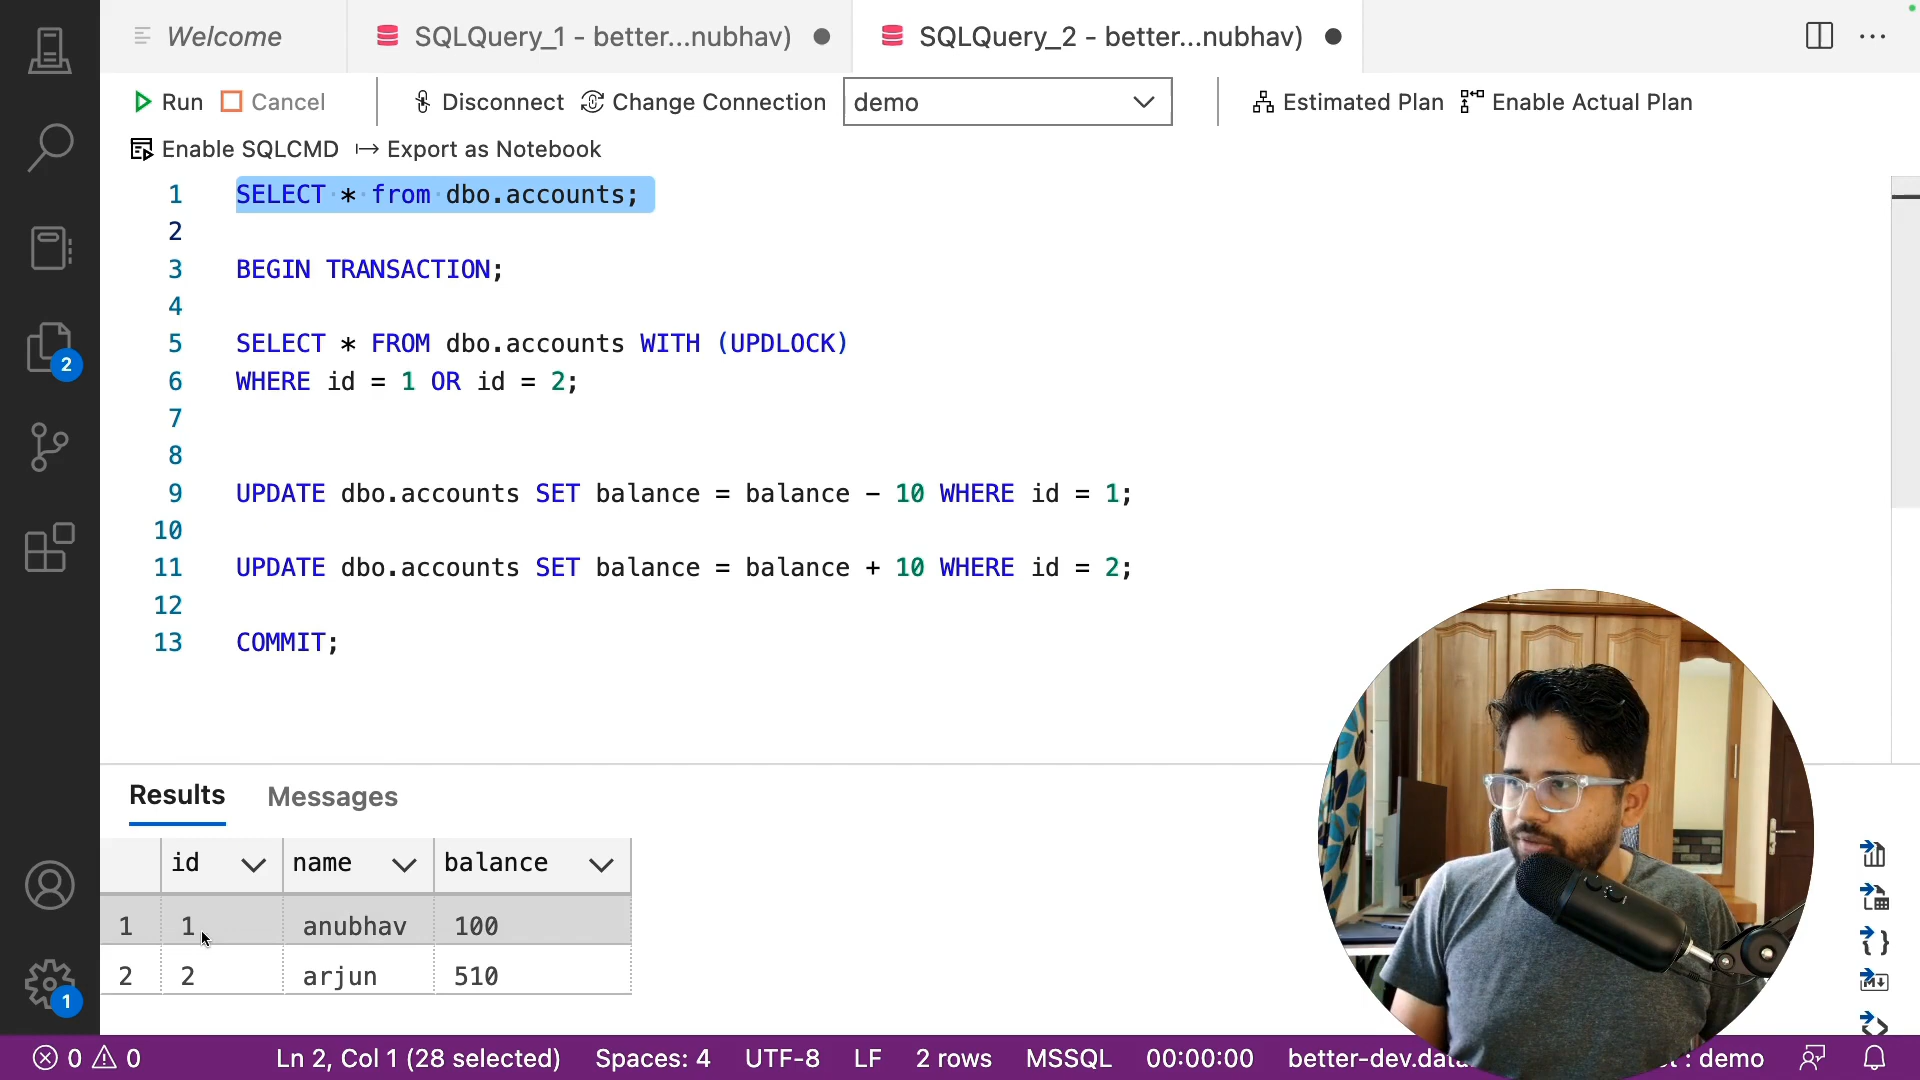 Welcome
SQLQuery_1 - better...nubhav)
SQLQuery_2 - better...nubhav)
Run Cancel Disconnect Change Connection demo Estimated Plan Enable Actual Plan
Enable SQLCMD Export as Notebook
1 SELECT * from dbo.accounts;
2
3 BEGIN TRANSACTION;
4
5 SELECT * FROM dbo.accounts WITH (UPDLOCK)
6 WHERE id = 1 OR id = 2;
7
8
9 UPDATE dbo.accounts SET balance = balance - 10 WHERE id = 1;
10
11 UPDATE dbo.accounts SET balance = balance + 10 WHERE id = 2;
12
13 COMMIT;
2
Results Messages
id name balance
1 1 anubhav 100
2 2 arjun 510
1
0 0 Ln 2, Col 1 (28 selected) Spaces: 4 UTF-8 LF 2 rows MSSQL 00:00:00 better-dev.dat : demo